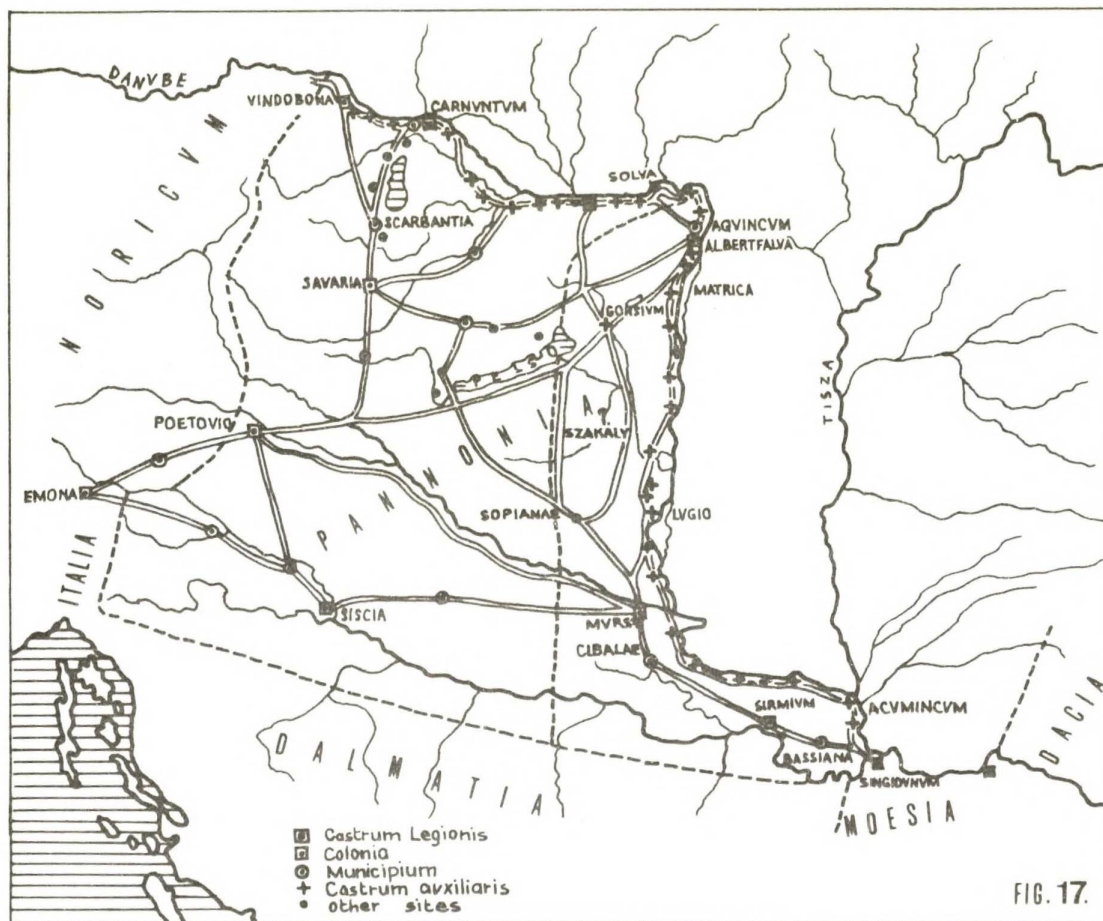 DANVBE
VINDOBONA
CARNVNTVM
SOLVA
AQVINCVM
ALBERTFALVA
SCARBANTIA
SAVARIA
MATRICA
GORSIVM
NORICVM
PELSO
TISZA
POETOVIO
PANNONIA
SZAKÁLY
EMONA
SOPIANAE
LVGIO
ITALIA
SISCIA
MVRSA
CIBALAE
SIRMIVM
ACVMINCVM
BASSIANA
SINGIDVNVM
DACIA
DALMATIA
MOESIA
Castrum Legionis
Colonia
Municipium
Castrum avxiliaris
other sites
FIG. 17.